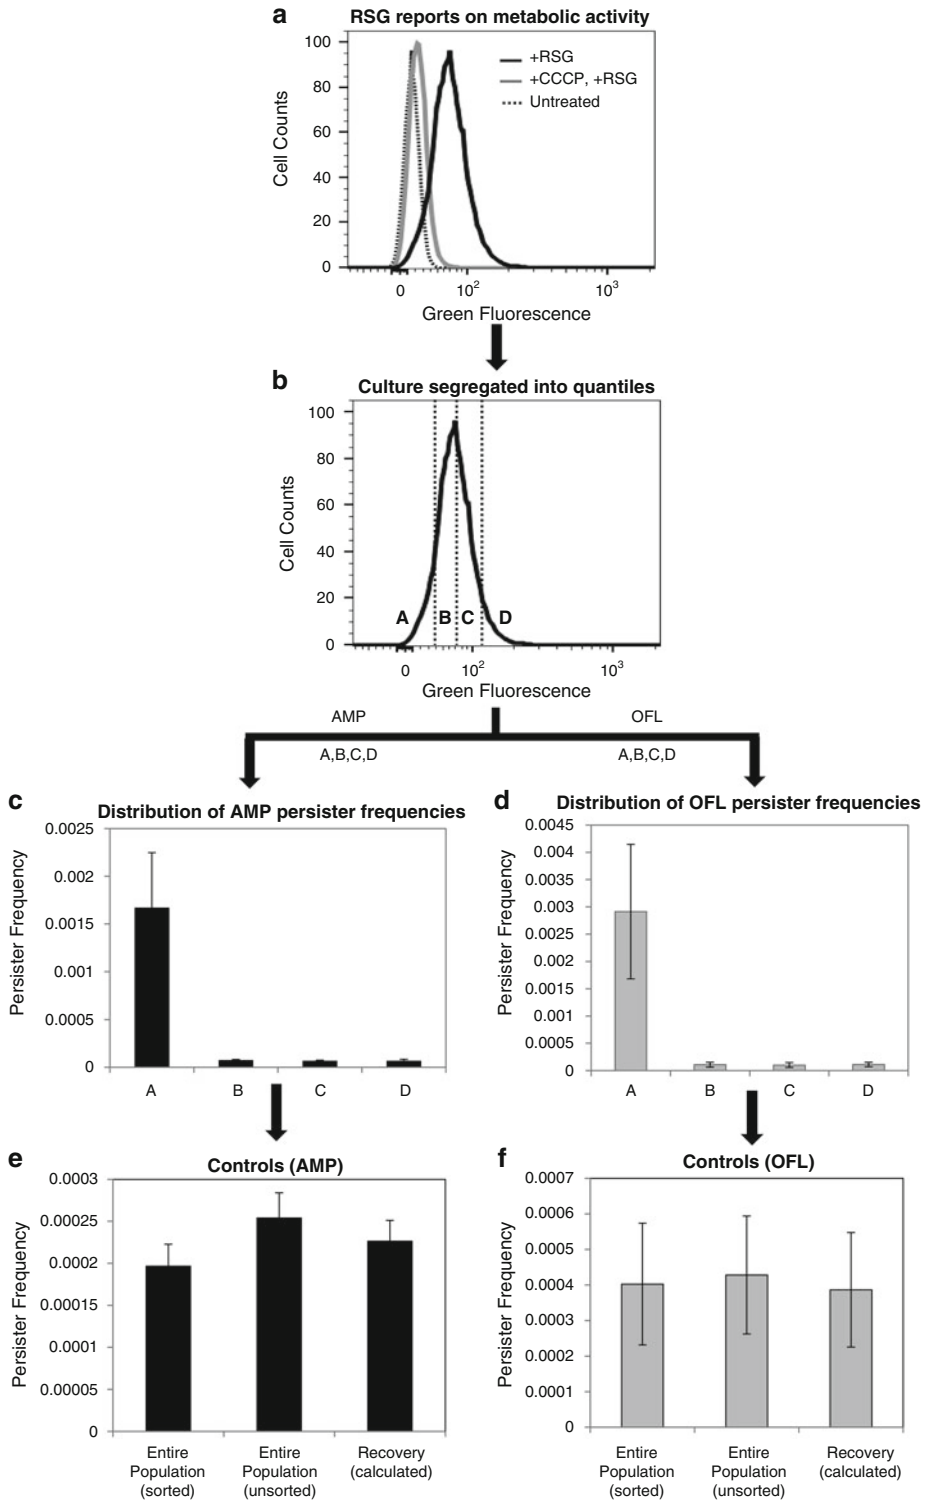 a
RSG reports on metabolic activity
100
80
60
40
20
0
Cell Counts
+RSG
+CCCP, +RSG
Untreated
0
10²
10³
Green Fluorescence
b
Culture segregated into quantiles
100
80
60
40
20
0
Cell Counts
A
B
C
D
0
10²
10³
Green Fluorescence
AMP
OFL
A,B,C,D
A,B,C,D
c
Distribution of AMP persister frequencies
0.0025
0.002
0.0015
0.001
0.0005
0
Persister Frequency
A
B
C
D
d
Distribution of OFL persister frequencies
0.0045
0.004
0.0035
0.003
0.0025
0.002
0.0015
0.001
0.0005
0
Persister Frequency
A
B
C
D
e
Controls (AMP)
0.0003
0.00025
0.0002
0.00015
0.0001
0.00005
0
Persister Frequency
Entire
Population
(sorted)
Entire
Population
(unsorted)
Recovery
(calculated)
f
Controls (OFL)
0.0007
0.0006
0.0005
0.0004
0.0003
0.0002
0.0001
0
Persister Frequency
Entire
Population
(sorted)
Entire
Population
(unsorted)
Recovery
(calculated)